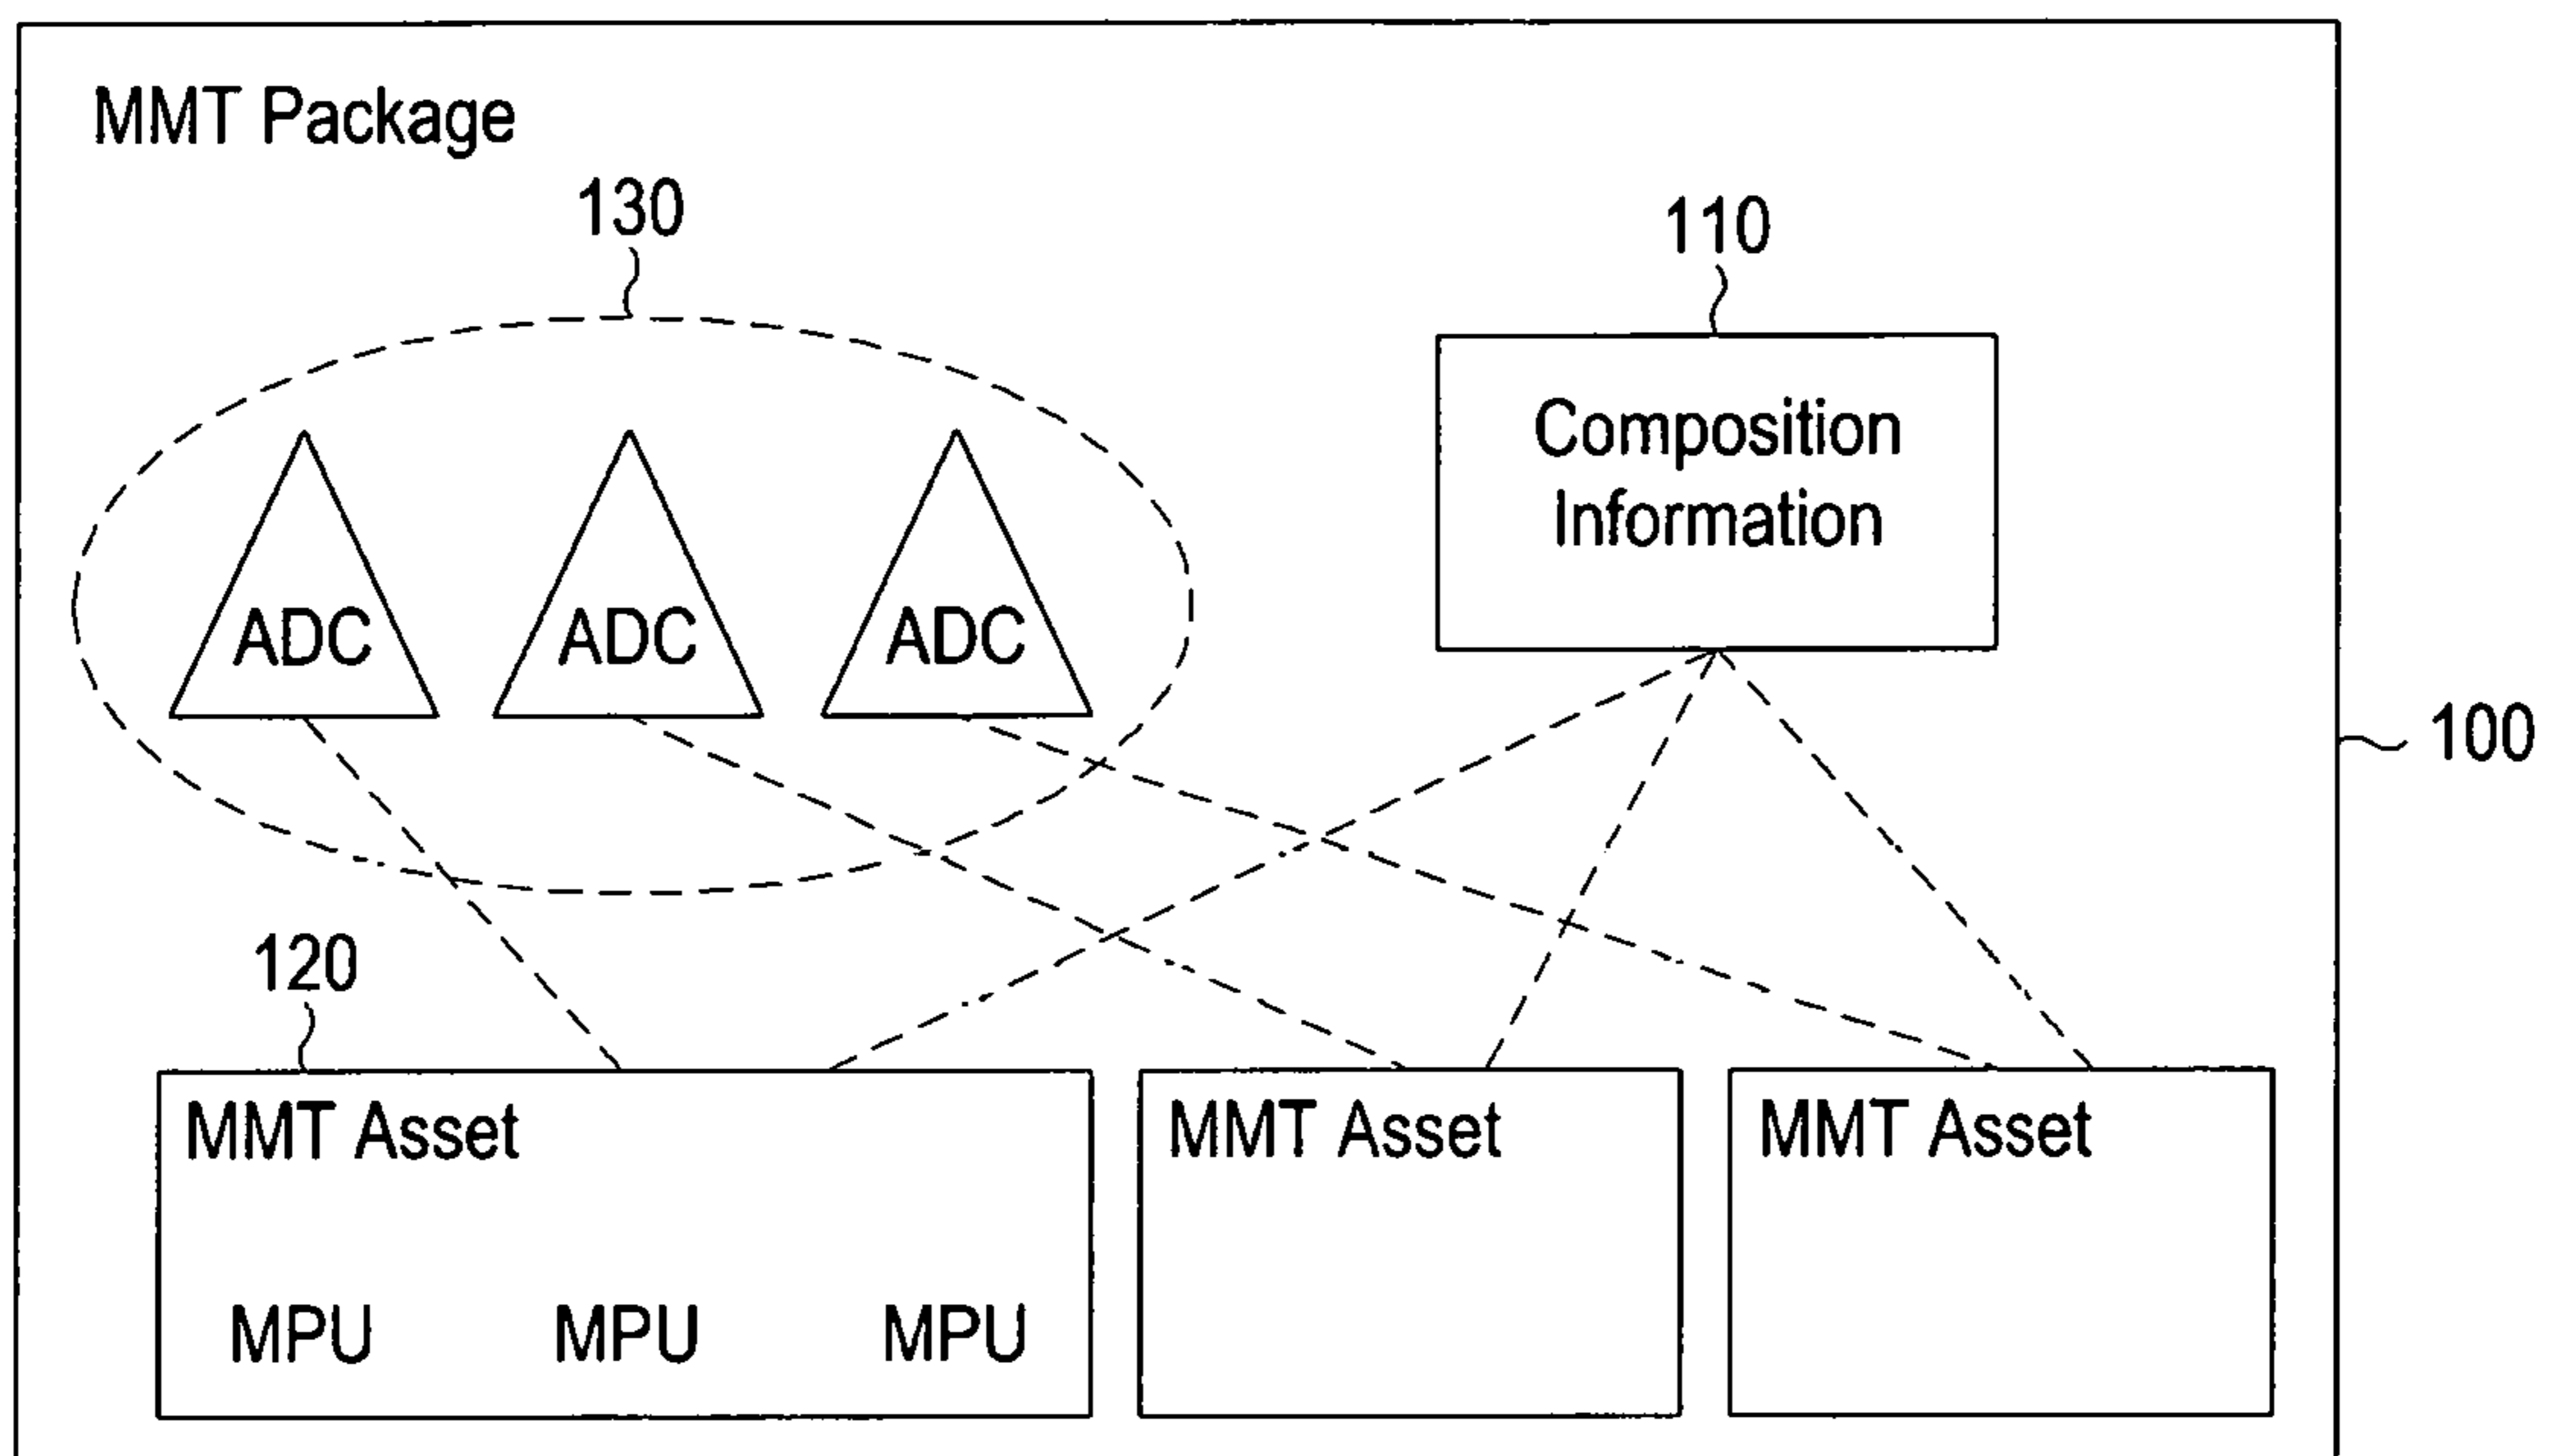 MMT Package
130
110
Composition
Information
ADC
ADC
ADC
100
120
MMT Asset
MMT Asset
MMT Asset
MPU
MPU
MPU